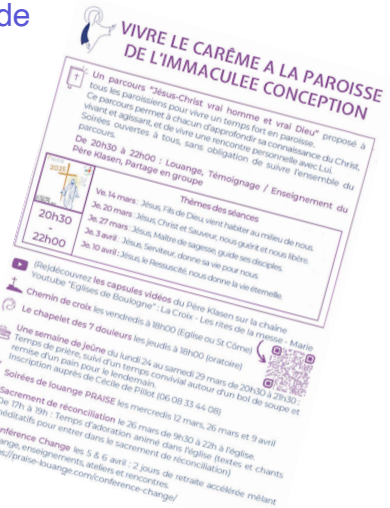 de
VIVRE LE CARÊME A LA PAROISSE
DE L'IMMACULEE CONCEPTION
Un parcours "Jésus-Christ vrai homme et vrai Dieu" proposé à
tous les paroissiens pour vivre un temps fort en paroisse.
Ce parcours permet à chacun d'approfondir sa connaissance du Christ,
vivant et agissant, et de vivre une rencontre personnelle avec Lui.
Soirées ouvertes à tous, sans obligation de suivre l'ensemble du
parcours.
De 20h30 à 22h00 : Louange, Témoignage / Enseignement du
Père Klasen, Partage en groupe
2025
20h30
-
22h00
Thèmes des séances
Ve. 14 mars : Jésus, Fils de Dieu, vient habiter au milieu de nous.
Je. 20 mars : Jésus, Christ et Sauveur, nous guérit et nous libère.
Je. 27 mars : Jésus, Maître de sagesse, guide ses disciples.
Je. 3 avril : Jésus, Serviteur, donne sa vie pour nous.
Je. 10 avril : Jésus, le Ressuscité, nous donne la vie éternelle.
(Re)découvrez les capsules vidéos du Père Klasen sur la chaîne
Youtube "Eglises de Boulogne" : La Croix - Les rites de la messe - Marie
Chemin de croix les vendredis à 18h00 (Eglise ou St Côme)
Le chapelet des 7 douleurs les jeudis à 18h00 (oratoire)
Une semaine de jeûne du lundi 24 au samedi 29 mars de 20h30 à 21h30 :
Temps de prière, suivi d'un temps convivial autour d'un bol de soupe et
remise d'un pain pour le lendemain.
Inscription auprès de Cécile de Pillot (06 08 33 44 08)
Soirées de louange PRAISE les mercredis 12 mars, 26 mars et 9 avril
Sacrement de réconciliation le 26 mars de 9h30 à 22h à l'église.
De 17h à 19h : Temps d'adoration animé dans l'église (textes et chants
méditatifs pour entrer dans le sacrement de réconciliation)
nférence Change les 5 & 6 avril : 2 jours de retraite accélérée mêlant
ange, enseignements, ateliers et rencontres.
s://praise-louange.com/conference-change/